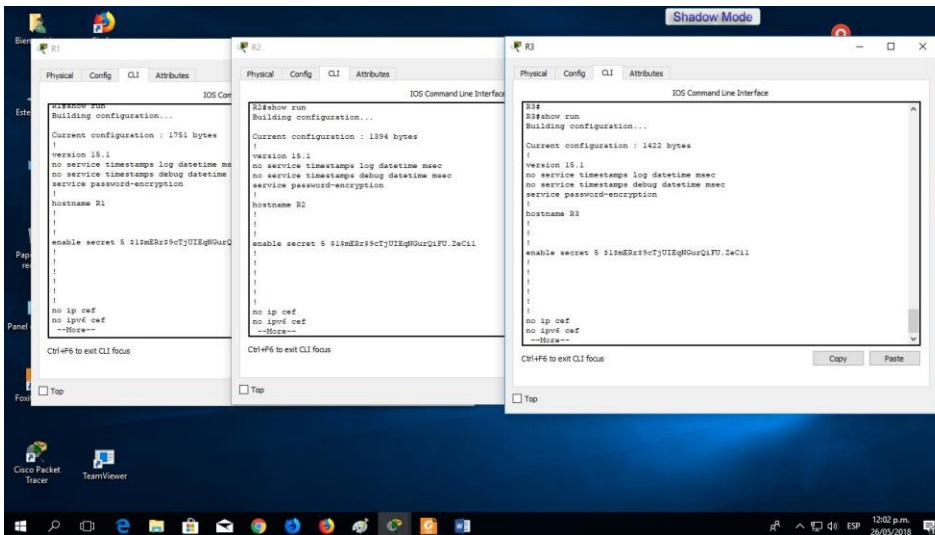 Shadow Mode
R1
Physical Config CLI Attributes
IOS Com
R1#show run
Building configuration...
Current configuration : 1751 bytes
!
version 15.1
no service timestamps log datetime ms
no service timestamps debug datetime
service password-encryption
!
hostname R1
!
!
!
enable secret 5 $1$mERr$9cTjUIEqNGurQ
!
!
!
!
!
!
no ip cef
no ipv6 cef
--More--
Ctrl+F6 to exit CLI focus
Top
R2
Physical Config CLI Attributes
IOS Command Line Interface
R2#show run
Building configuration...
Current configuration : 1394 bytes
!
version 15.1
no service timestamps log datetime msec
no service timestamps debug datetime msec
service password-encryption
!
hostname R2
!
!
!
enable secret 5 $1$mERr$9cTjUIEqNGurQiFU.ZeCi1
!
!
!
!
!
!
no ip cef
no ipv6 cef
--More--
Ctrl+F6 to exit CLI focus
Top
R3
Physical Config CLI Attributes
IOS Command Line Interface
R3#
R3#show run
Building configuration...
Current configuration : 1422 bytes
!
version 15.1
no service timestamps log datetime msec
no service timestamps debug datetime msec
service password-encryption
!
hostname R3
!
!
!
enable secret 5 $1$mERr$9cTjUIEqNGurQiFU.ZeCi1
!
!
!
!
!
!
no ip cef
no ipv6 cef
--More--
Ctrl+F6 to exit CLI focus
Copy Paste
Top
Bien
Este
Pap
re
Panel
Foxi
Cisco Packet
Tracer
TeamViewer
ESP
12:02 p.m.
26/05/2018